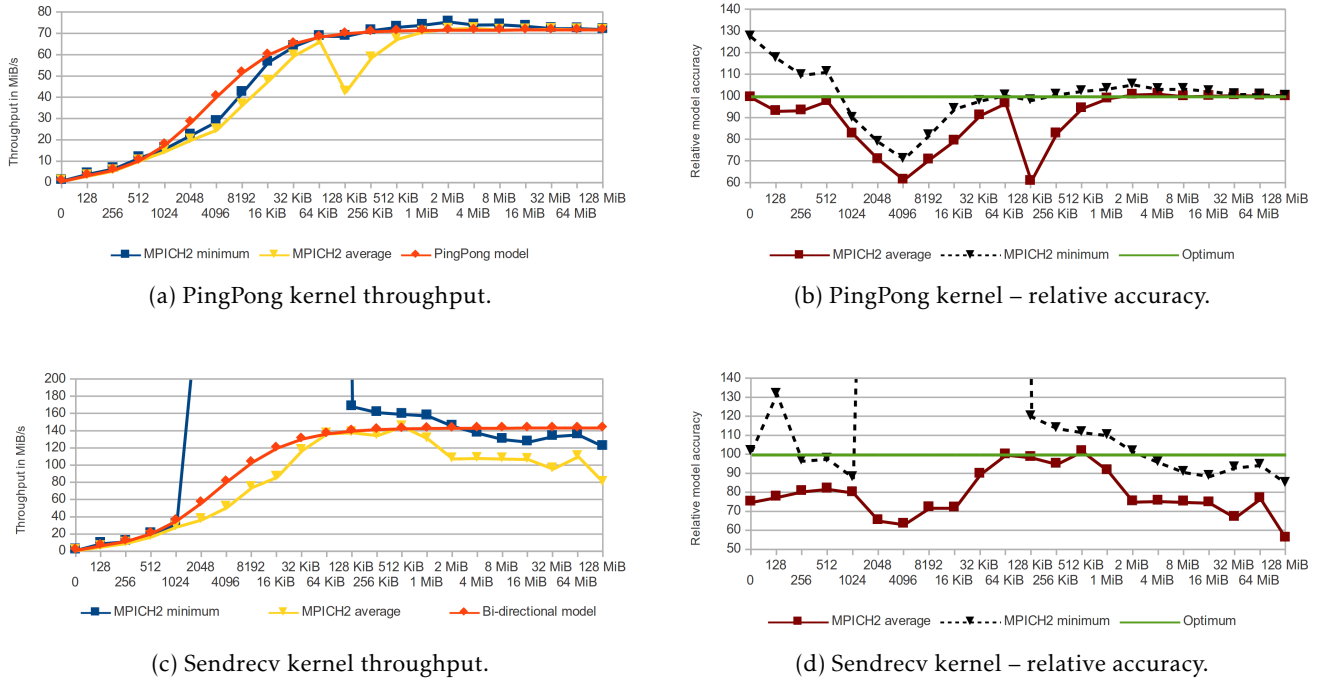 Throughput in MiB/s
80
70
60
50
40
30
20
10
0
128 512 2048 8192 32 KiB 128 KiB 512 KiB 2 MiB 8 MiB 32 MiB 128 MiB
0 256 1024 4096 16 KiB 64 KiB 256 KiB 1 MiB 4 MiB 16 MiB 64 MiB
MPICH2 minimum MPICH2 average PingPong model
(a) PingPong kernel throughput.
Relative model accuracy
100
130
120
110
100
90
80
70
60
128 512 2048 8192 32 KiB 128 KiB 512 KiB 2 MiB 8 MiB 32 MiB 128 MiB
0 256 1024 4096 16 KiB 64 KiB 256 KiB 1 MiB 4 MiB 16 MiB 64 MiB
MPICH2 average MPICH2 minimum Optimum
(b) PingPong kernel – relative accuracy.
Throughput in MiB/s
200
180
160
140
120
100
80
60
40
20
0
128 512 2048 8192 32 KiB 128 KiB 512 KiB 2 MiB 8 MiB 32 MiB 128 MiB
0 256 1024 4096 16 KiB 64 KiB 256 KiB 1 MiB 4 MiB 16 MiB 64 MiB
MPICH2 minimum MPICH2 average Bi-directional model
(c) Sendrecv kernel throughput.
Relative model accuracy
140
130
120
110
100
90
80
70
60
50
128 512 2048 8192 32 KiB 128 KiB 512 KiB 2 MiB 8 MiB 32 MiB 128 MiB
0 256 1024 4096 16 KiB 64 KiB 256 KiB 1 MiB 4 MiB 16 MiB 64 MiB
MPICH2 average MPICH2 minimum Optimum
(d) Sendrecv kernel – relative accuracy.